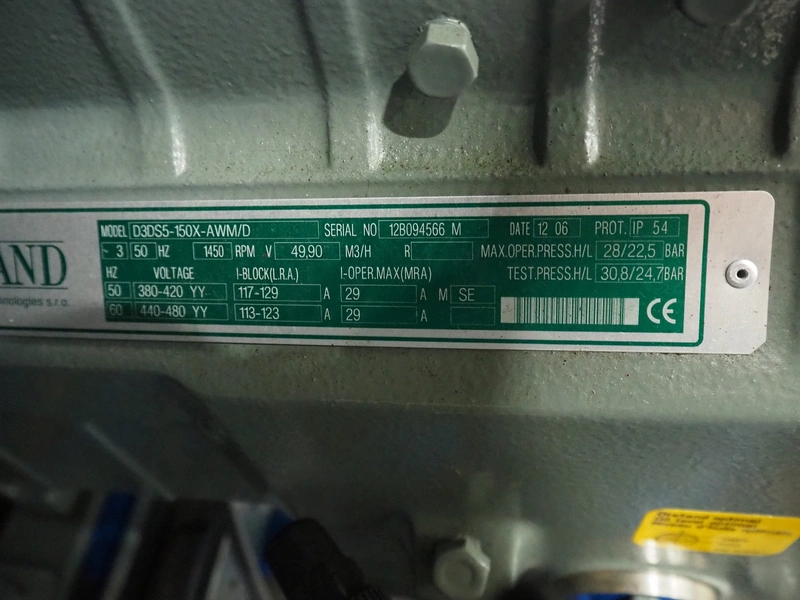 AND
nologies s.r.o.
MODEL D3DS5-150X-AWM/D SERIAL NO 12B094566 M DATE 12 06 PROT. IP 54
~ 3 50 HZ 1450 RPM V 49,90 M3/H R MAX.OPER.PRESS.H/L 28/22,5 BAR
HZ VOLTAGE I-BLOCK(L.R.A.) I-OPER.MAX(MRA) TEST.PRESS.H/L 30,8/24,7 BAR
50 380-420 YY 117-129 A 29 A M SE
60 440-480 YY 113-123 A 29 A CE